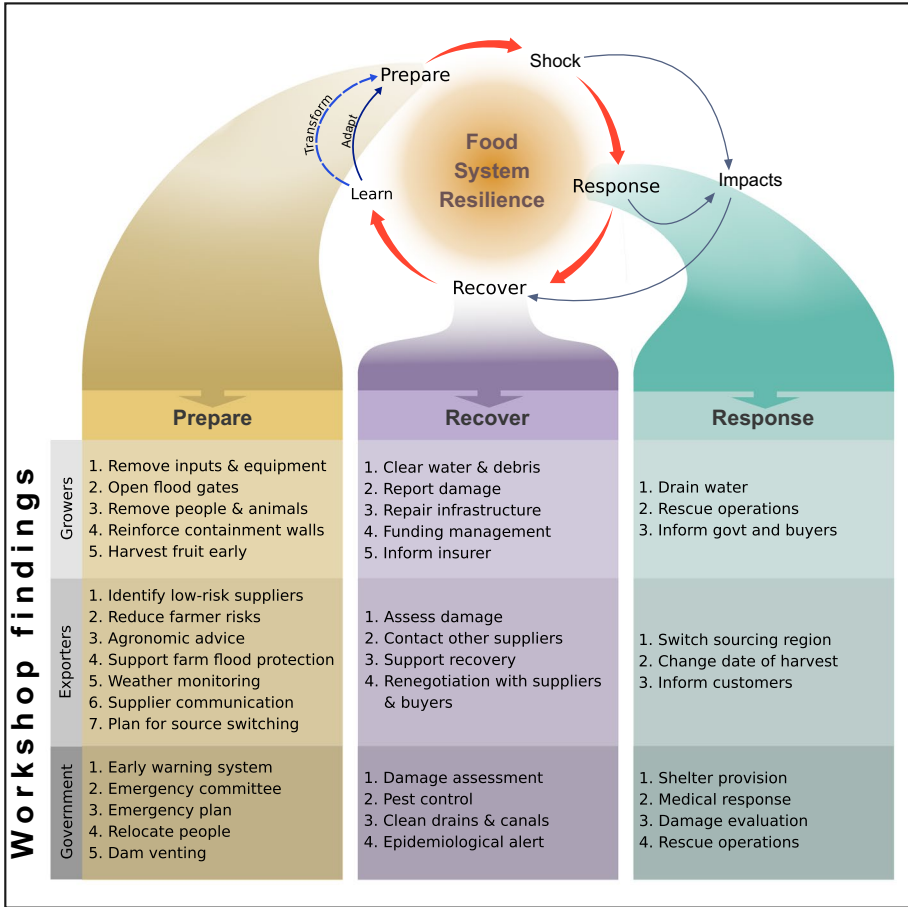 Prepare
Shock
Transform
Adapt
Food
System
Resilience
Learn
Response
Impacts
Recover
Workshop findings
Prepare
Recover
Response
Growers
1. Remove inputs & equipment
2. Open flood gates
3. Remove people & animals
4. Reinforce containment walls
5. Harvest fruit early
1. Clear water & debris
2. Report damage
3. Repair infrastructure
4. Funding management
5. Inform insurer
1. Drain water
2. Rescue operations
3. Inform govt and buyers
Exporters
1. Identify low-risk suppliers
2. Reduce farmer risks
3. Agronomic advice
4. Support farm flood protection
5. Weather monitoring
6. Supplier communication
7. Plan for source switching
1. Assess damage
2. Contact other suppliers
3. Support recovery
4. Renegotiation with suppliers
& buyers
1. Switch sourcing region
2. Change date of harvest
3. Inform customers
Government
1. Early warning system
2. Emergency committee
3. Emergency plan
4. Relocate people
5. Dam venting
1. Damage assessment
2. Pest control
3. Clean drains & canals
4. Epidemiological alert
1. Shelter provision
2. Medical response
3. Damage evaluation
4. Rescue operations